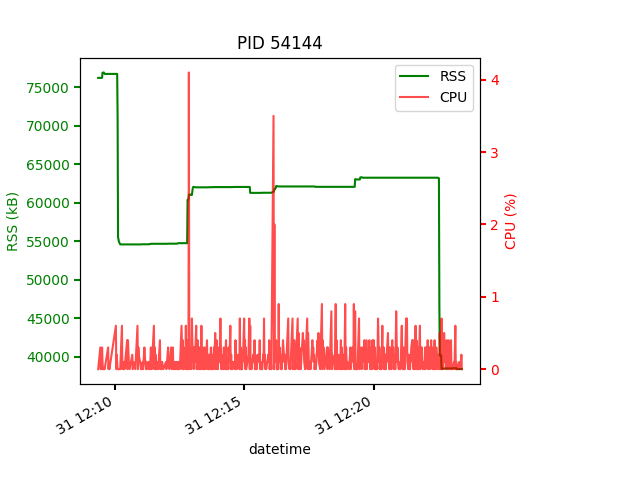 PID 54144
RSS
CPU
75000
70000
65000
60000
55000
50000
45000
40000
4
3
2
1
0
RSS (kB)
CPU (%)
31 12:10
31 12:15
31 12:20
datetime